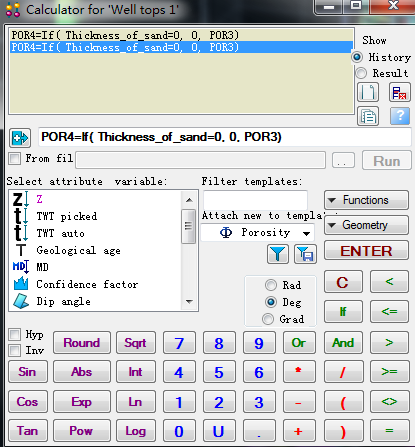 Calculator for 'Well tops 1'
POR4=If( Thickness_of_sand=0, 0, POR3)
POR4=If( Thickness_of_sand=0, 0, POR3)
Show
History
Result
POR4=If( Thickness_of_sand=0, 0, POR3)
From fil
..
Run
Select attribute variable:
Filter templates:
Z
TWT picked
TWT auto
Geological age
MD
Confidence factor
Dip angle
Attach new to templat
Porosity
Functions
Geometry
ENTER
Rad
Deg
Grad
C <
If <=
Hyp
Inv
Round Sqrt 7 8 9 Or And >
Sin Abs Int 4 5 6 * / >=
Cos Exp Ln 1 2 3 - ( <>
Tan Pow Log 0 U . + ) =